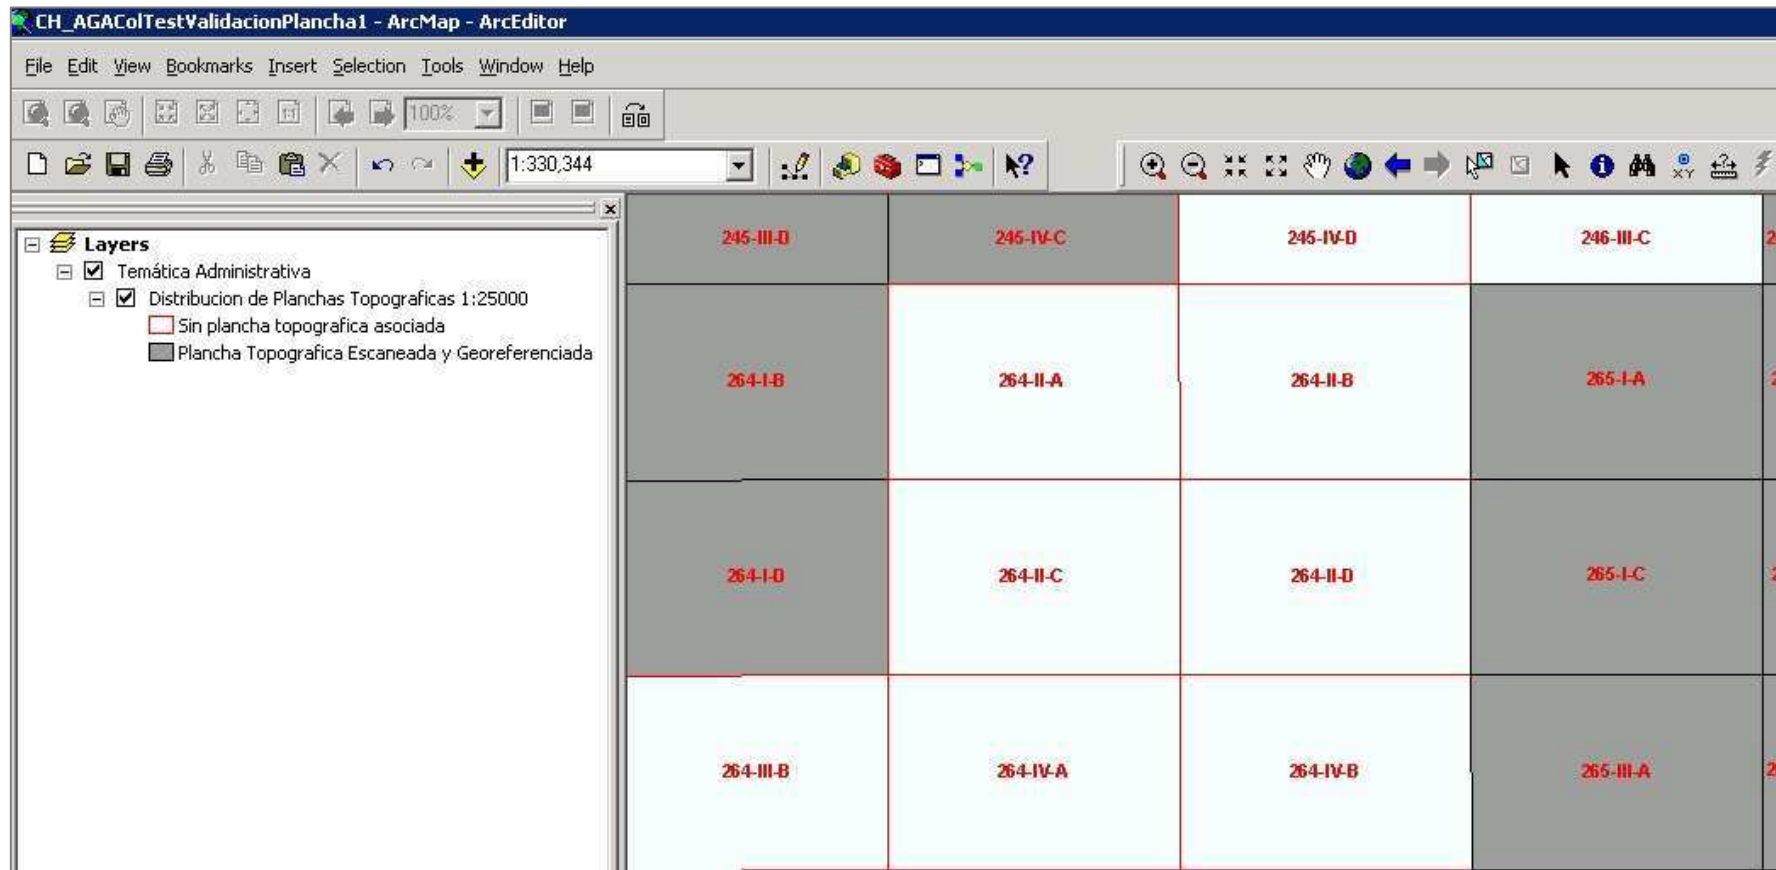 CH_AGAColTestValidacionPlancha1 - ArcMap - ArcEditor
File Edit View Bookmarks Insert Selection Tools Window Help
100%
1:330,344
Layers
Temática Administrativa
Distribucion de Planchas Topograficas 1:25000
Sin plancha topografica asociada
Plancha Topografica Escaneada y Georeferenciada
245-III-D 245-IV-C 245-IV-D 246-III-C
264-I-B 264-II-A 264-II-B 265-I-A
264-I-D 264-II-C 264-II-D 265-I-C
264-III-B 264-IV-A 264-IV-B 265-III-A